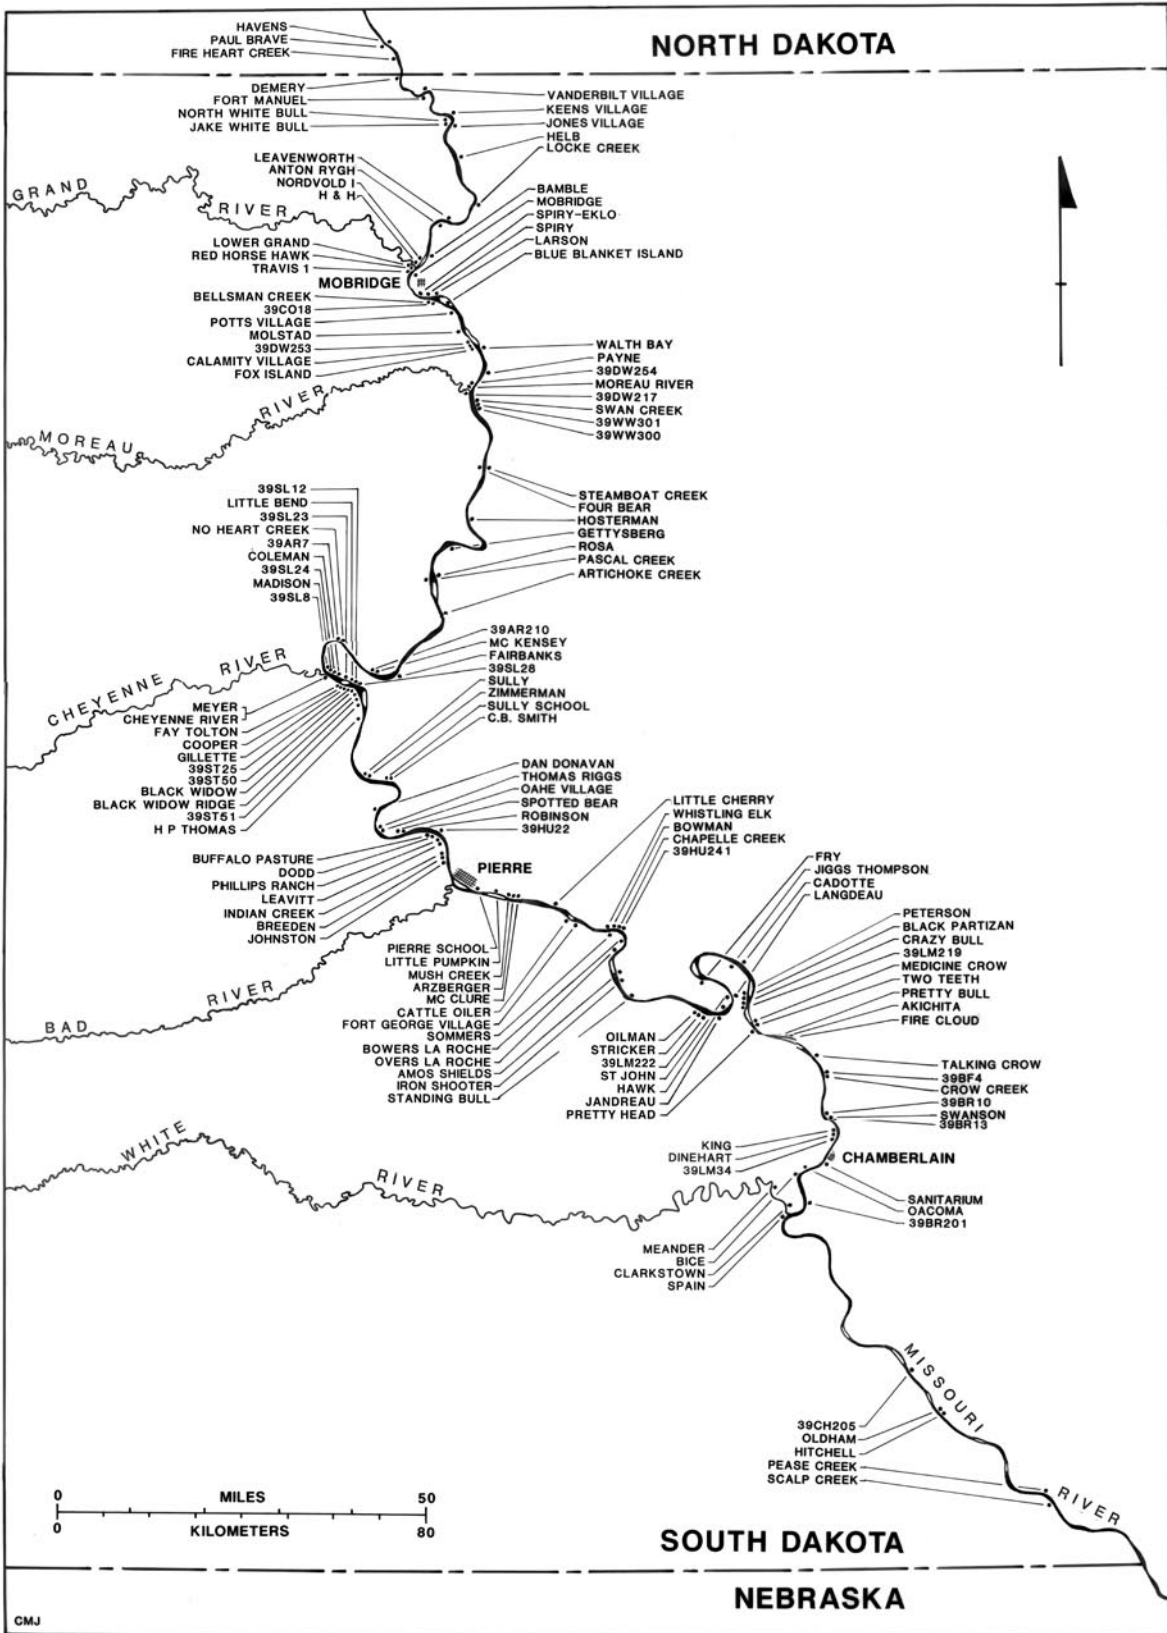 HAVENS
PAUL BRAVE
FIRE HEART CREEK
NORTH DAKOTA
DEMERY
FORT MANUEL
NORTH WHITE BULL
JAKE WHITE BULL
VANDERBILT VILLAGE
KEENS VILLAGE
JONES VILLAGE
HELB
LOCKE CREEK
LEAVENWORTH
ANTON RYGH
NORDVOLD I
H & H
GRAND RIVER
BAMBLE
MOBRIDGE
SPIRY-EKLO
SPIRY
LARSON
BLUE BLANKET ISLAND
LOWER GRAND
RED HORSE HAWK
TRAVIS 1
MOBRIDGE
BELLSMAN CREEK
39CO18
POTTS VILLAGE
MOLSTAD
39DW253
CALAMITY VILLAGE
FOX ISLAND
WALTH BAY
PAYNE
39DW254
MOREAU RIVER
39DW217
SWAN CREEK
39WW301
39WW300
MOREAU RIVER
STEAMBOAT CREEK
FOUR BEAR
HOSTERMAN
GETTYSBERG
ROSA
PASCAL CREEK
ARTICHOKE CREEK
39SL12
LITTLE BEND
39SL23
NO HEART CREEK
39AR7
COLEMAN
39SL24
MADISON
39SL8
39AR210
MC KENSEY
FAIRBANKS
39SL28
SULLY
ZIMMERMAN
SULLY SCHOOL
C.B. SMITH
CHEYENNE RIVER
MEYER
CHEYENNE RIVER
FAY TOLTON
COOPER
GILLETTE
39ST25
39ST50
BLACK WIDOW
BLACK WIDOW RIDGE
39ST51
H P THOMAS
DAN DONAVAN
THOMAS RIGGS
OAHE VILLAGE
SPOTTED BEAR
ROBINSON
39HU22
BUFFALO PASTURE
DODD
PHILLIPS RANCH
LEAVITT
INDIAN CREEK
BREEDEN
JOHNSTON
PIERRE
LITTLE CHERRY
WHISTLING ELK
BOWMAN
CHAPELLE CREEK
39HU241
FRY
JIGGS THOMPSON
CADOTTE
LANGDEAU
PETERSON
BLACK PARTIZAN
CRAZY BULL
39LM219
MEDICINE CROW
TWO TEETH
PRETTY BULL
AKICHITA
FIRE CLOUD
BAD RIVER
PIERRE SCHOOL
LITTLE PUMPKIN
MUSH CREEK
ARZBERGER
MC CLURE
CATTLE OILER
FORT GEORGE VILLAGE
SOMMERS
BOWERS LA ROCHE
OVERS LA ROCHE
AMOS SHIELDS
IRON SHOOTER
STANDING BULL
OILMAN
STRICKER
39LM222
ST JOHN
HAWK
JANDREAU
PRETTY HEAD
TALKING CROW
39BF4
CROW CREEK
39BR10
SWANSON
39BR13
WHITE RIVER
KING
DINEHART
39LM34
CHAMBERLAIN
SANITARIUM
OACOMA
39BR201
MEANDER
BICE
CLARKSTOWN
SPAIN
MISSOURI RIVER
39CH205
OLDHAM
HITCHELL
PEASE CREEK
SCALP CREEK
0 MILES 50
0 KILOMETERS 80
SOUTH DAKOTA
NEBRASKA
CMJ